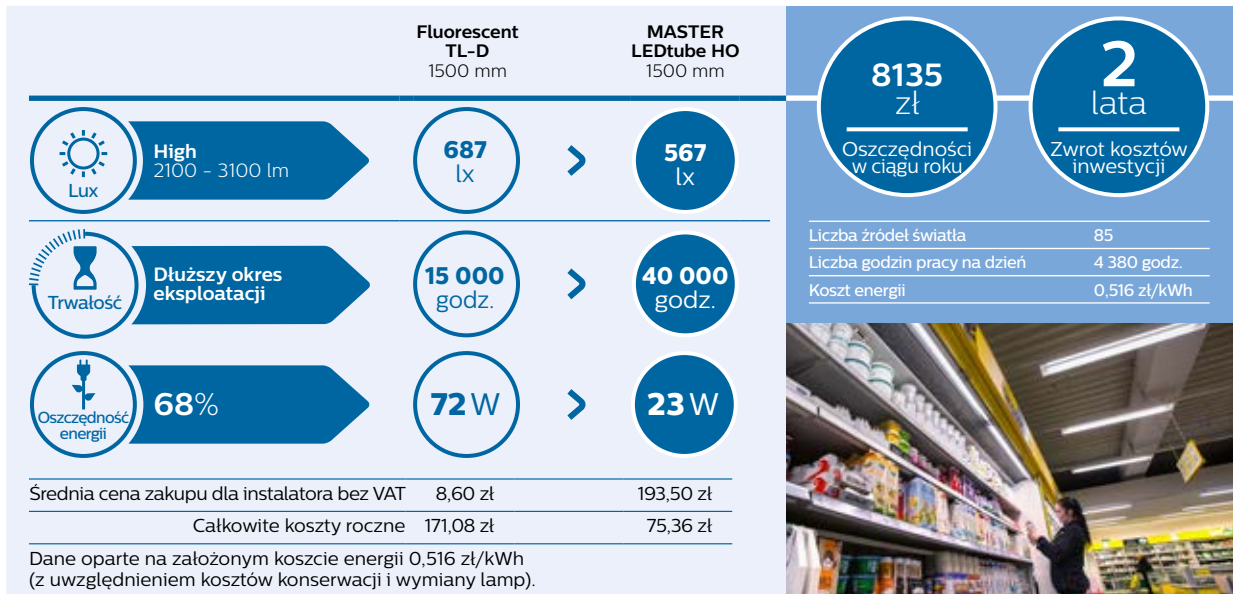 Fluorescent
TL-D
1500 mm
MASTER
LEDtube HO
1500 mm
Lux
High
2100 - 3100 lm
687
lx
>
567
lx
Trwałość
Dłuższy okres
eksploatacji
15 000
godz.
>
40 000
godz.
Oszczędność
energii
68%
72 W
>
23 W
Średnia cena zakupu dla instalatora bez VAT 8,60 zł 193,50 zł
Całkowite koszty roczne 171,08 zł 75,36 zł
Dane oparte na założonym koszcie energii 0,516 zł/kWh
(z uwzględnieniem kosztów konserwacji i wymiany lamp).
8135
zł
Oszczędności
w ciągu roku
2
lata
Zwrot kosztów
inwestycji
Liczba źródeł światła 85
Liczba godzin pracy na dzień 4 380 godz.
Koszt energii 0,516 zł/kWh